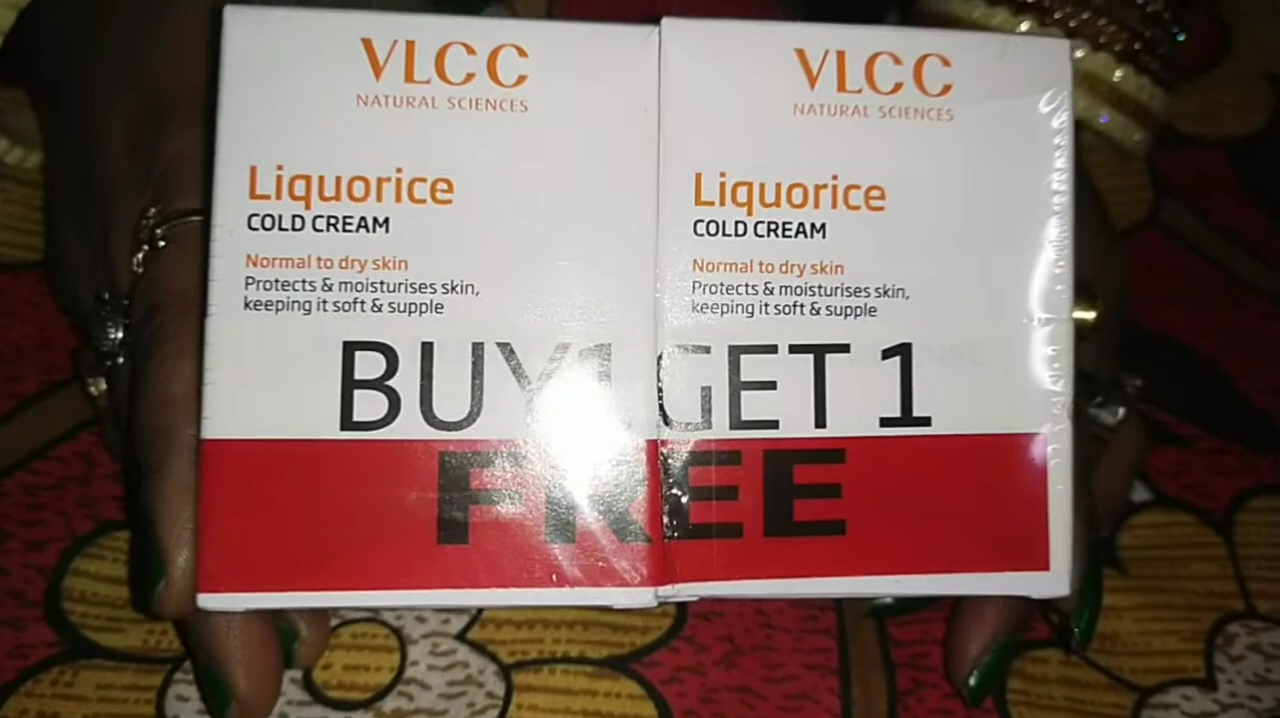 VLCC
NATURAL SCIENCES
Liquorice
COLD CREAM
Normal to dry skin
Protects & moisturises skin,
keeping it soft & supple
VLCC
NATURAL SCIENCES
Liquorice
COLD CREAM
Normal to dry skin
Protects & moisturises skin,
keeping it soft & supple
BUY 1 GET 1
FREE